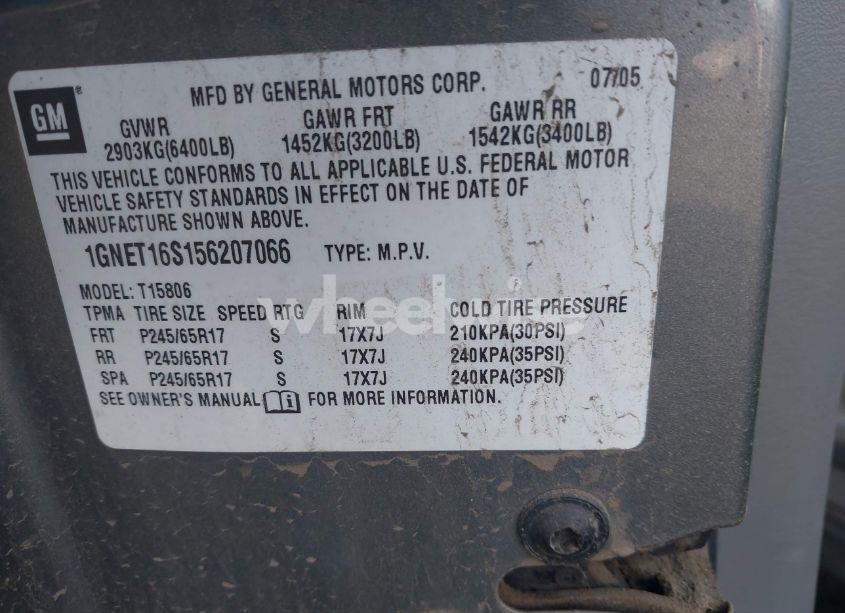 GM
MFD BY GENERAL MOTORS CORP. 07/05
GVWR GAWR FRT GAWR RR
2903KG(6400LB) 1452KG(3200LB) 1542KG(3400LB)
THIS VEHICLE CONFORMS TO ALL APPLICABLE U.S. FEDERAL MOTOR
VEHICLE SAFETY STANDARDS IN EFFECT ON THE DATE OF
MANUFACTURE SHOWN ABOVE.
1GNET16S156207066 TYPE: M.P.V.
MODEL: T15806
TPMA TIRE SIZE SPEED RTG RIM COLD TIRE PRESSURE
FRT P245/65R17 S 17X7J 210KPA(30PSI)
RR P245/65R17 S 17X7J 240KPA(35PSI)
SPA P245/65R17 S 17X7J 240KPA(35PSI)
SEE OWNER'S MANUAL FOR MORE INFORMATION.